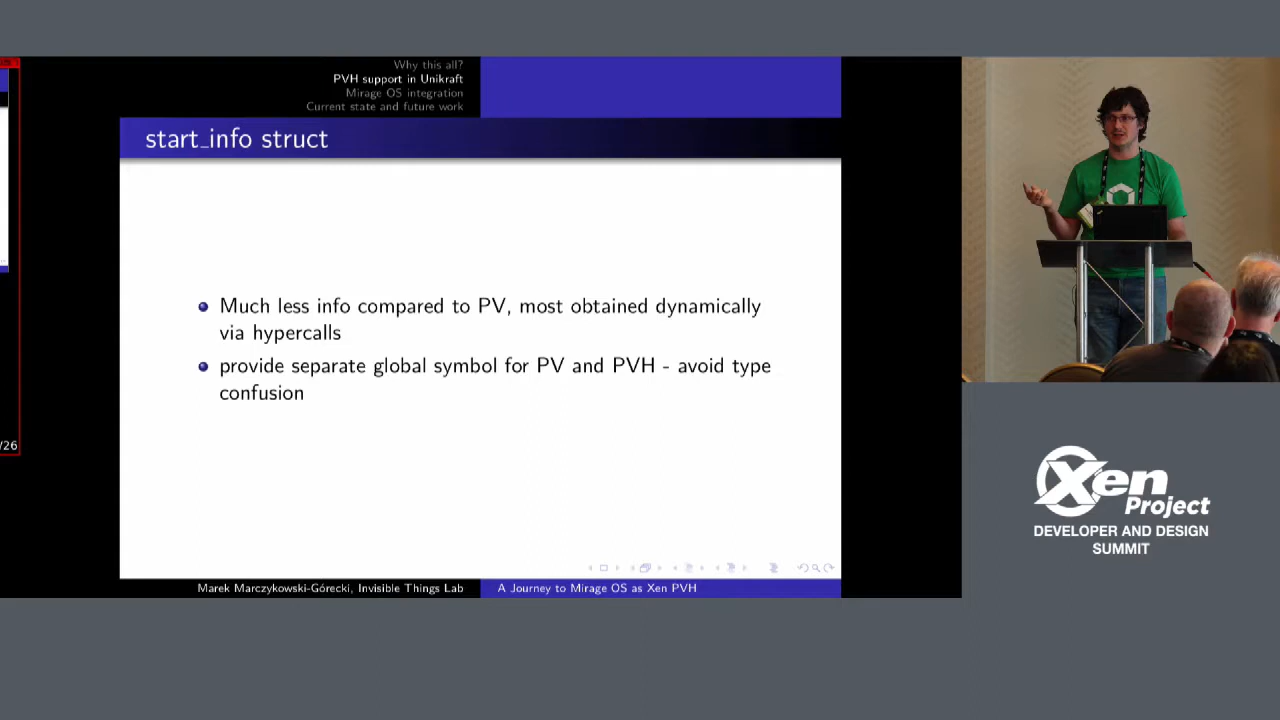 Why this all?
PVH support in Unikraft
Mirage OS integration
Current state and future work
start_info struct
Much less info compared to PV, most obtained dynamically
via hypercalls
provide separate global symbol for PV and PVH - avoid type
confusion
/26
Marek Marczykowski-Górecki, Invisible Things Lab
A Journey to Mirage OS as Xen PVH
Xen
Project
DEVELOPER AND DESIGN
SUMMIT